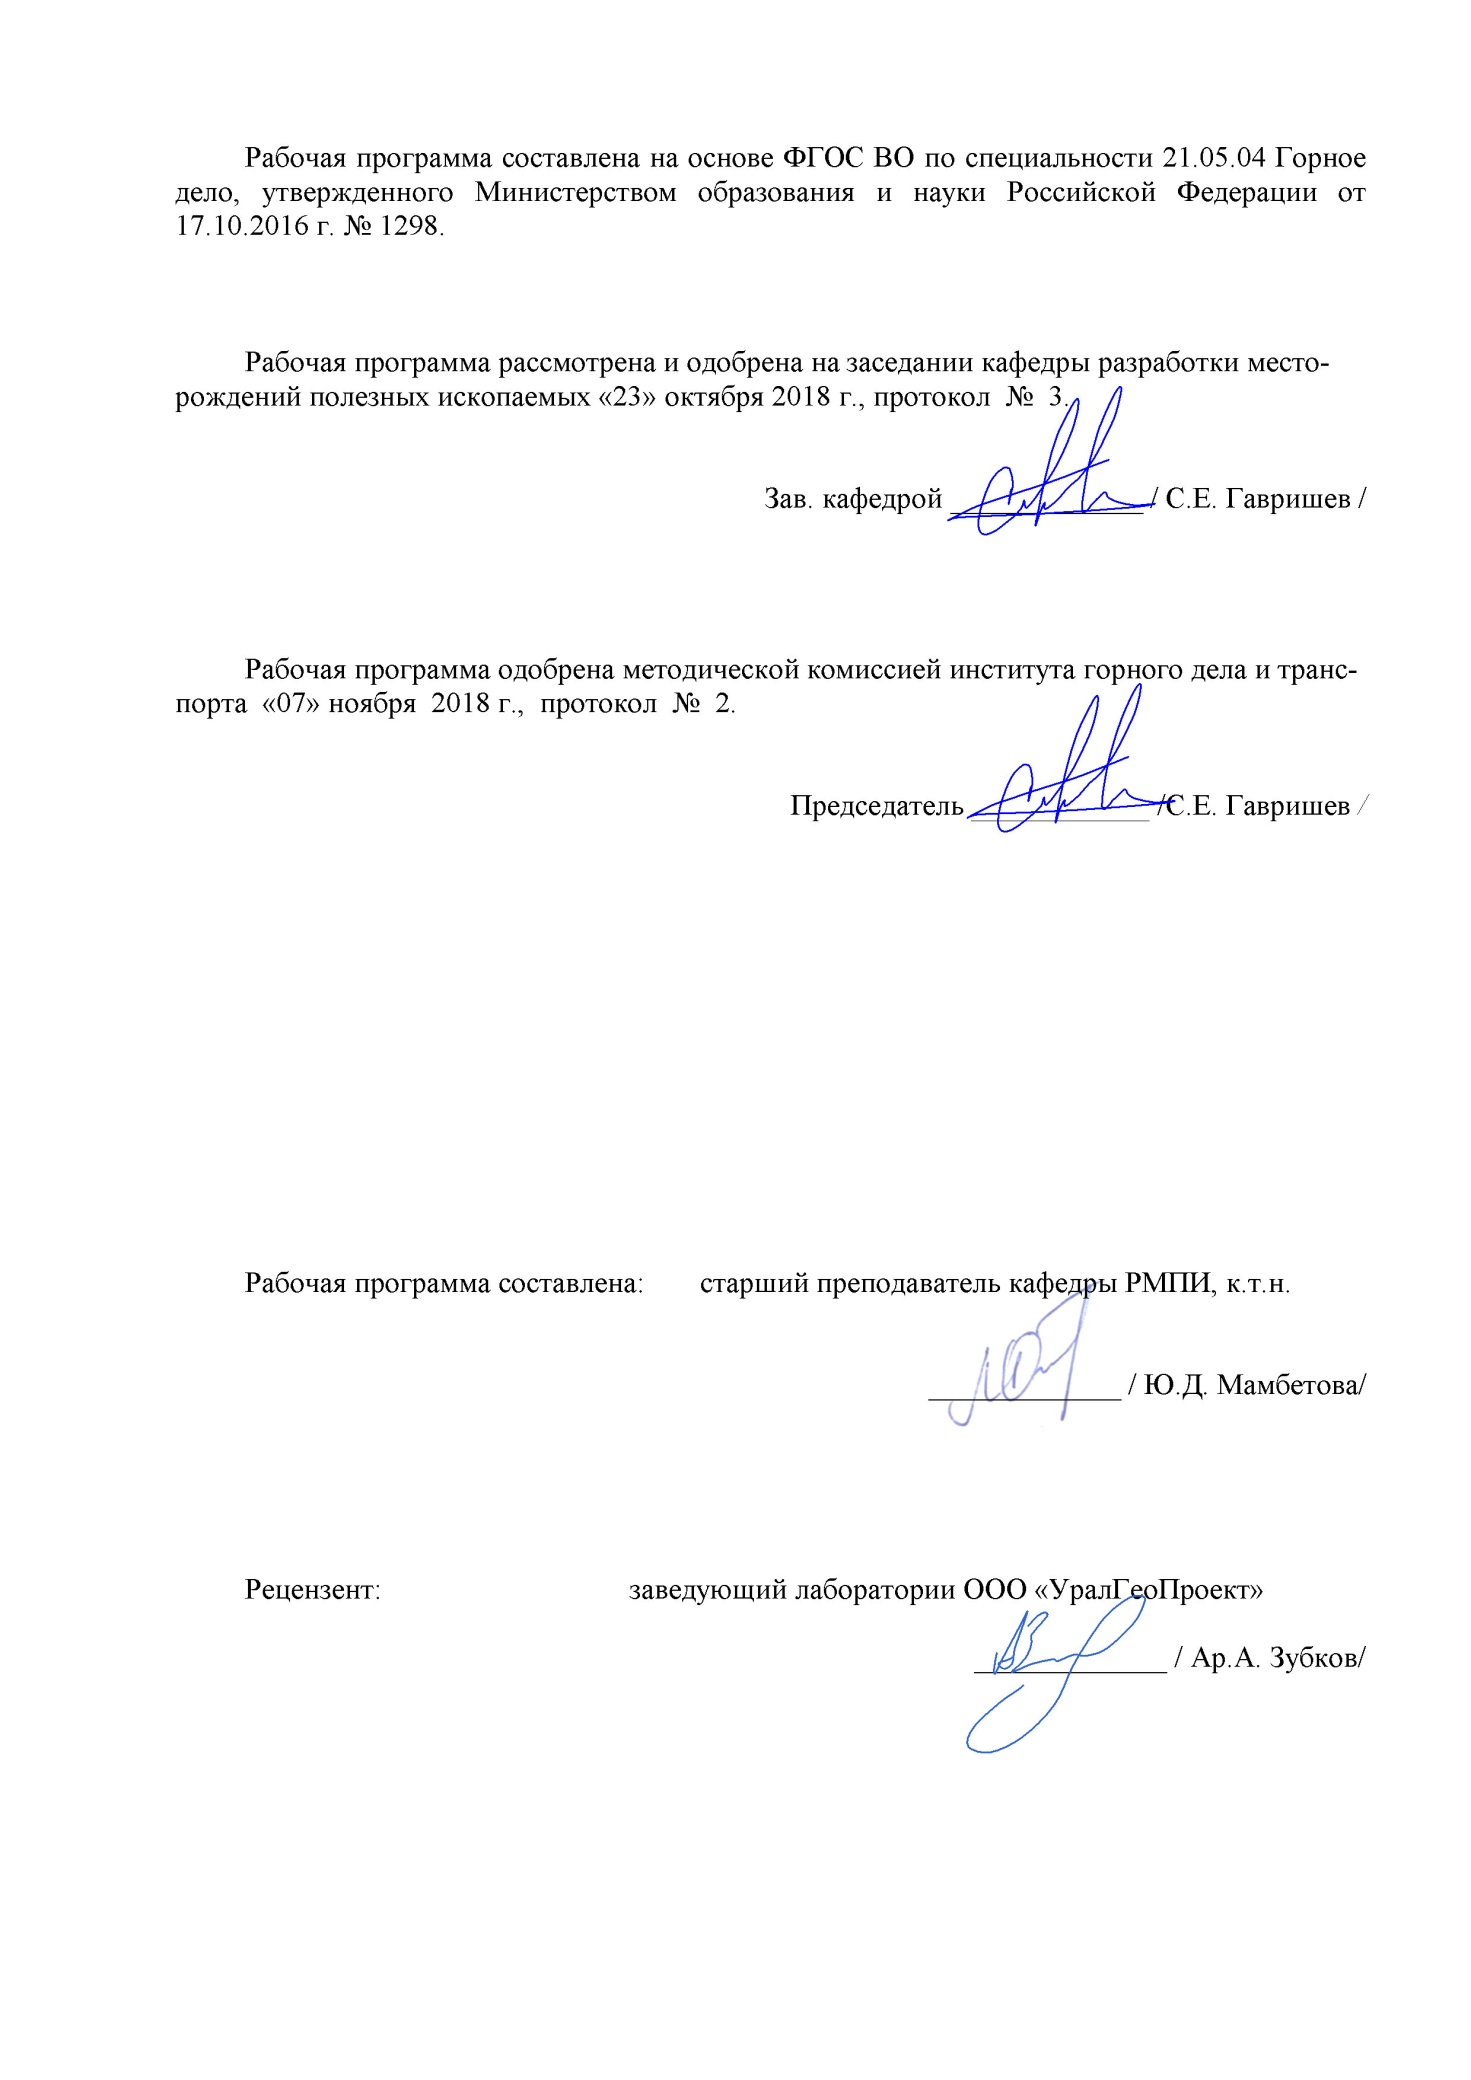 Рабочая программа составлена на основе ФГОС ВО по специальности 21.05.04 Горное
дело, утвержденного Министерством образования и науки Российской Федерации от
17.10.2016 г. № 1298.
Рабочая программа рассмотрена и одобрена на заседании кафедры разработки место-
рождений полезных ископаемых «23» октября 2018 г., протокол № 3.
Зав. кафедрой _____________ / С.Е. Гавришев /
Рабочая программа одобрена методической комиссией института горного дела и транс-
порта «07» ноября 2018 г., протокол № 2.
Председатель ____________ /С.Е. Гавришев /
Рабочая программа составлена: старший преподаватель кафедры РМПИ, к.т.н.
_____________ / Ю.Д. Мамбетова/
Рецензент: заведующий лаборатории ООО «УралГеоПроект»
_____________ / Ар.А. Зубков/